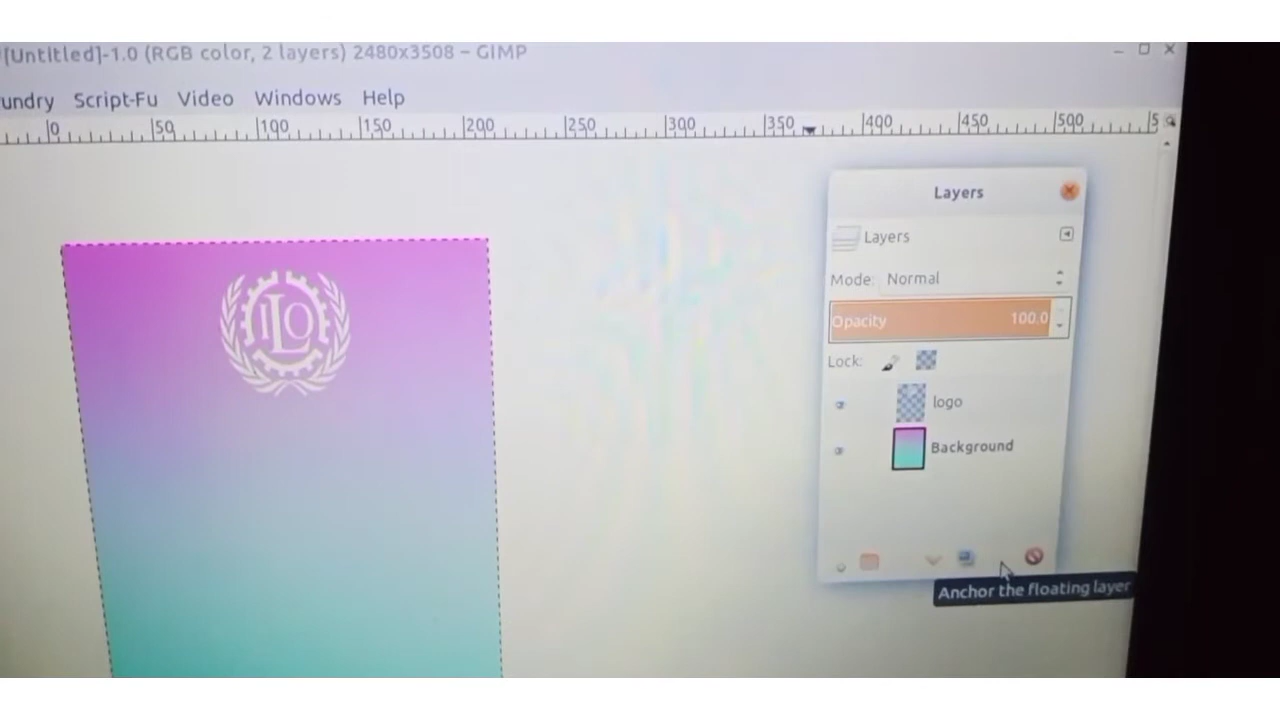 [Untitled]-1.0 (RGB color, 2 layers) 2480x3508 – GIMP
undry Script-Fu Video Windows Help
0 50 100 150 200 250 300 350 400 450 500 5
Layers
Layers
Mode: Normal
Opacity 100.0
Lock:
logo
Background
Anchor the floating layer
ILO